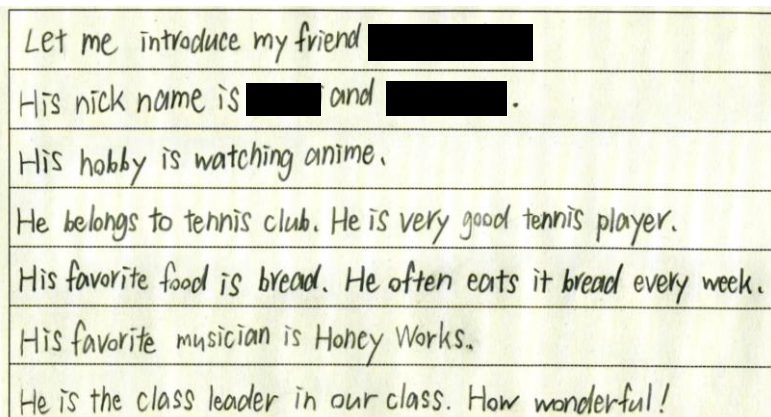 Let me introduce my friend
His nick name is and .
His hobby is watching anime.
He belongs to tennis club. He is very good tennis player.
His favorite food is bread. He often eats it bread every week.
His favorite musician is Honey Works.
He is the class leader in our class. How wonderful!